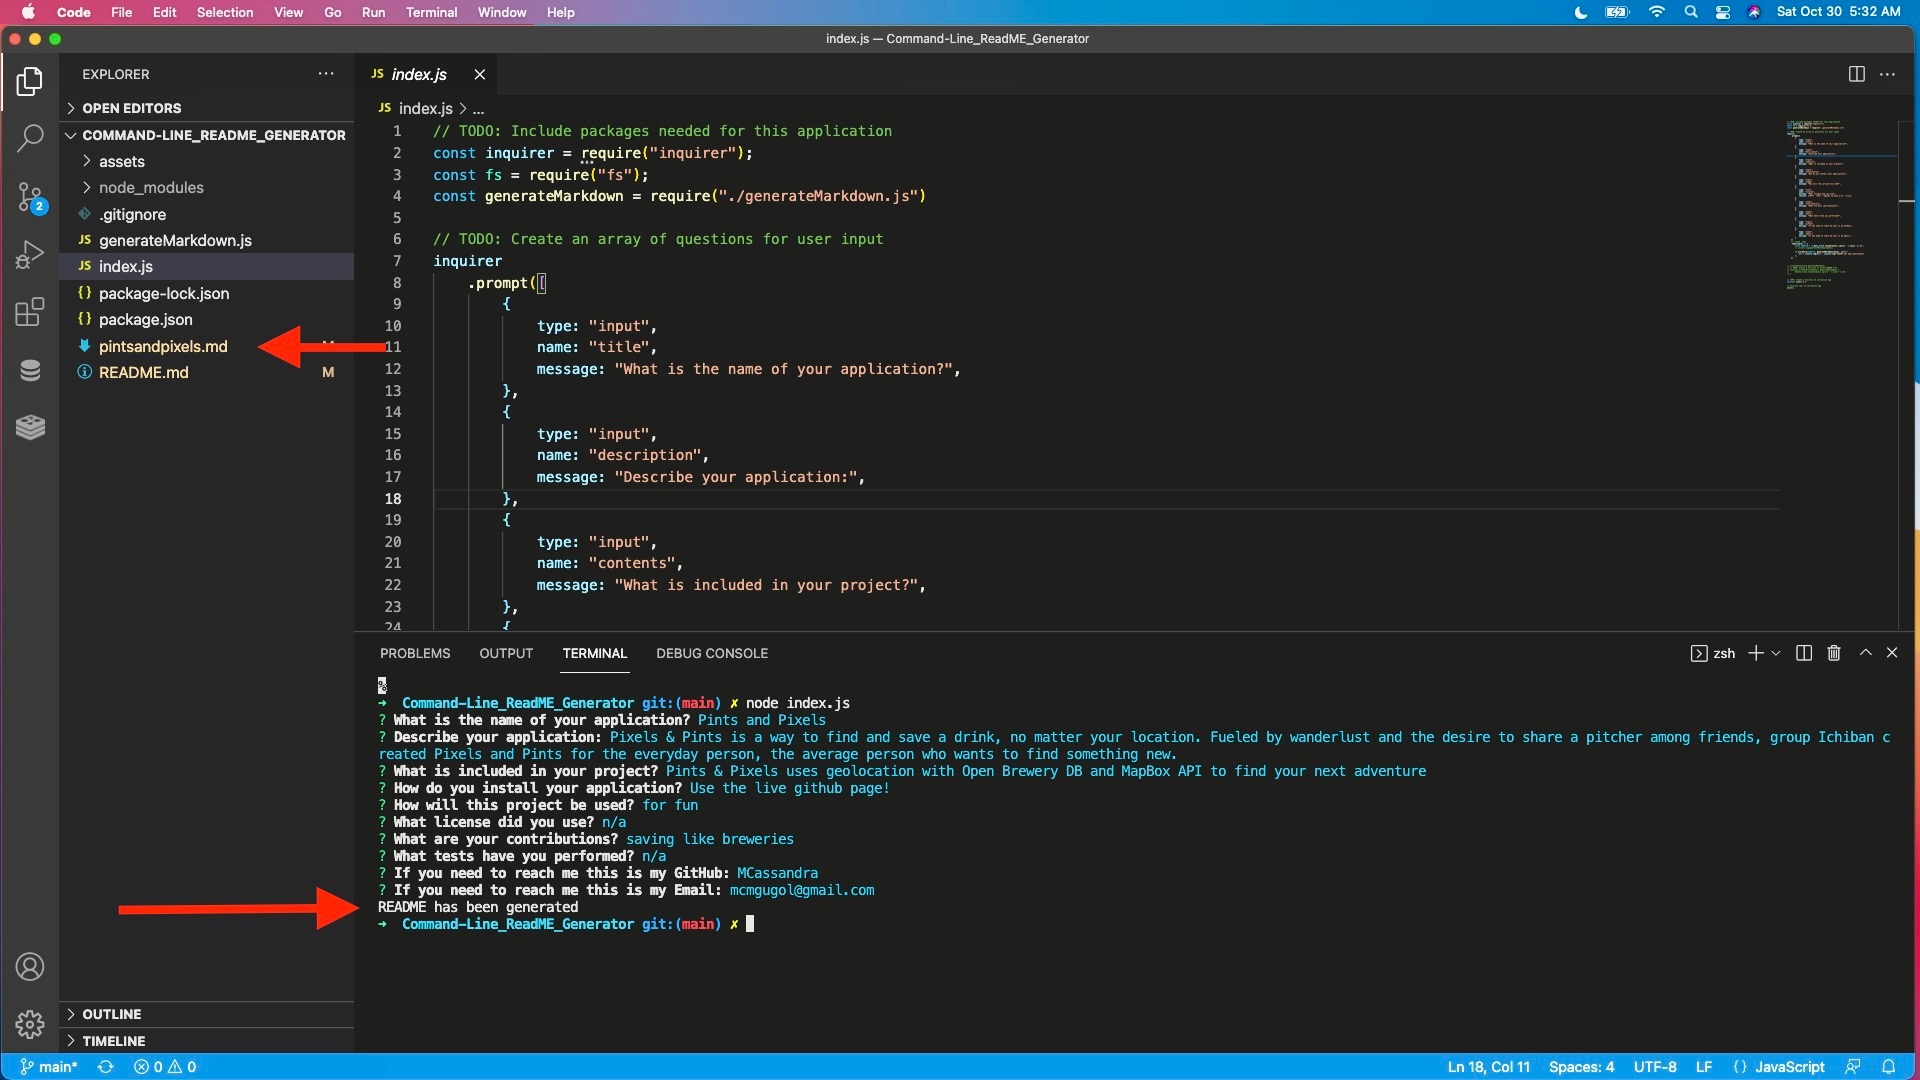 Code File Edit Selection View Go Run Terminal Window Help Sat Oct 30 5:32 AM
index.js — Command-Line_ReadME_Generator
EXPLORER
OPEN EDITORS
COMMAND-LINE_README_GENERATOR
assets
node_modules
.gitignore
JS generateMarkdown.js
JS index.js
{} package-lock.json
{} package.json
pintsandpixels.md
README.md M
OUTLINE
TIMELINE
2
JS index.js
JS index.js > ...
1 // TODO: Include packages needed for this application
2 const inquirer = require("inquirer");
3 const fs = require("fs");
4 const generateMarkdown = require("./generateMarkdown.js")
5
6 // TODO: Create an array of questions for user input
7 inquirer
8 .prompt([
9 {
10 type: "input",
11 name: "title",
12 message: "What is the name of your application?",
13 },
14 {
15 type: "input",
16 name: "description",
17 message: "Describe your application:",
18 },
19 {
20 type: "input",
21 name: "contents",
22 message: "What is included in your project?",
23 },
24 {
PROBLEMS OUTPUT TERMINAL DEBUG CONSOLE zsh
%
→ Command-Line_ReadME_Generator git:(main) ✗ node index.js
? What is the name of your application? Pints and Pixels
? Describe your application: Pixels & Pints is a way to find and save a drink, no matter your location. Fueled by wanderlust and the desire to share a pitcher among friends, group Ichiban c
reated Pixels and Pints for the everyday person, the average person who wants to find something new.
? What is included in your project? Pints & Pixels uses geolocation with Open Brewery DB and MapBox API to find your next adventure
? How do you install your application? Use the live github page!
? How will this project be used? for fun
? What license did you use? n/a
? What are your contributions? saving like breweries
? What tests have you performed? n/a
? If you need to reach me this is my GitHub: MCassandra
? If you need to reach me this is my Email: mcmgugol@gmail.com
README has been generated
→ Command-Line_ReadME_Generator git:(main) ✗
main* 0 0 Ln 18, Col 11 Spaces: 4 UTF-8 LF {} JavaScript